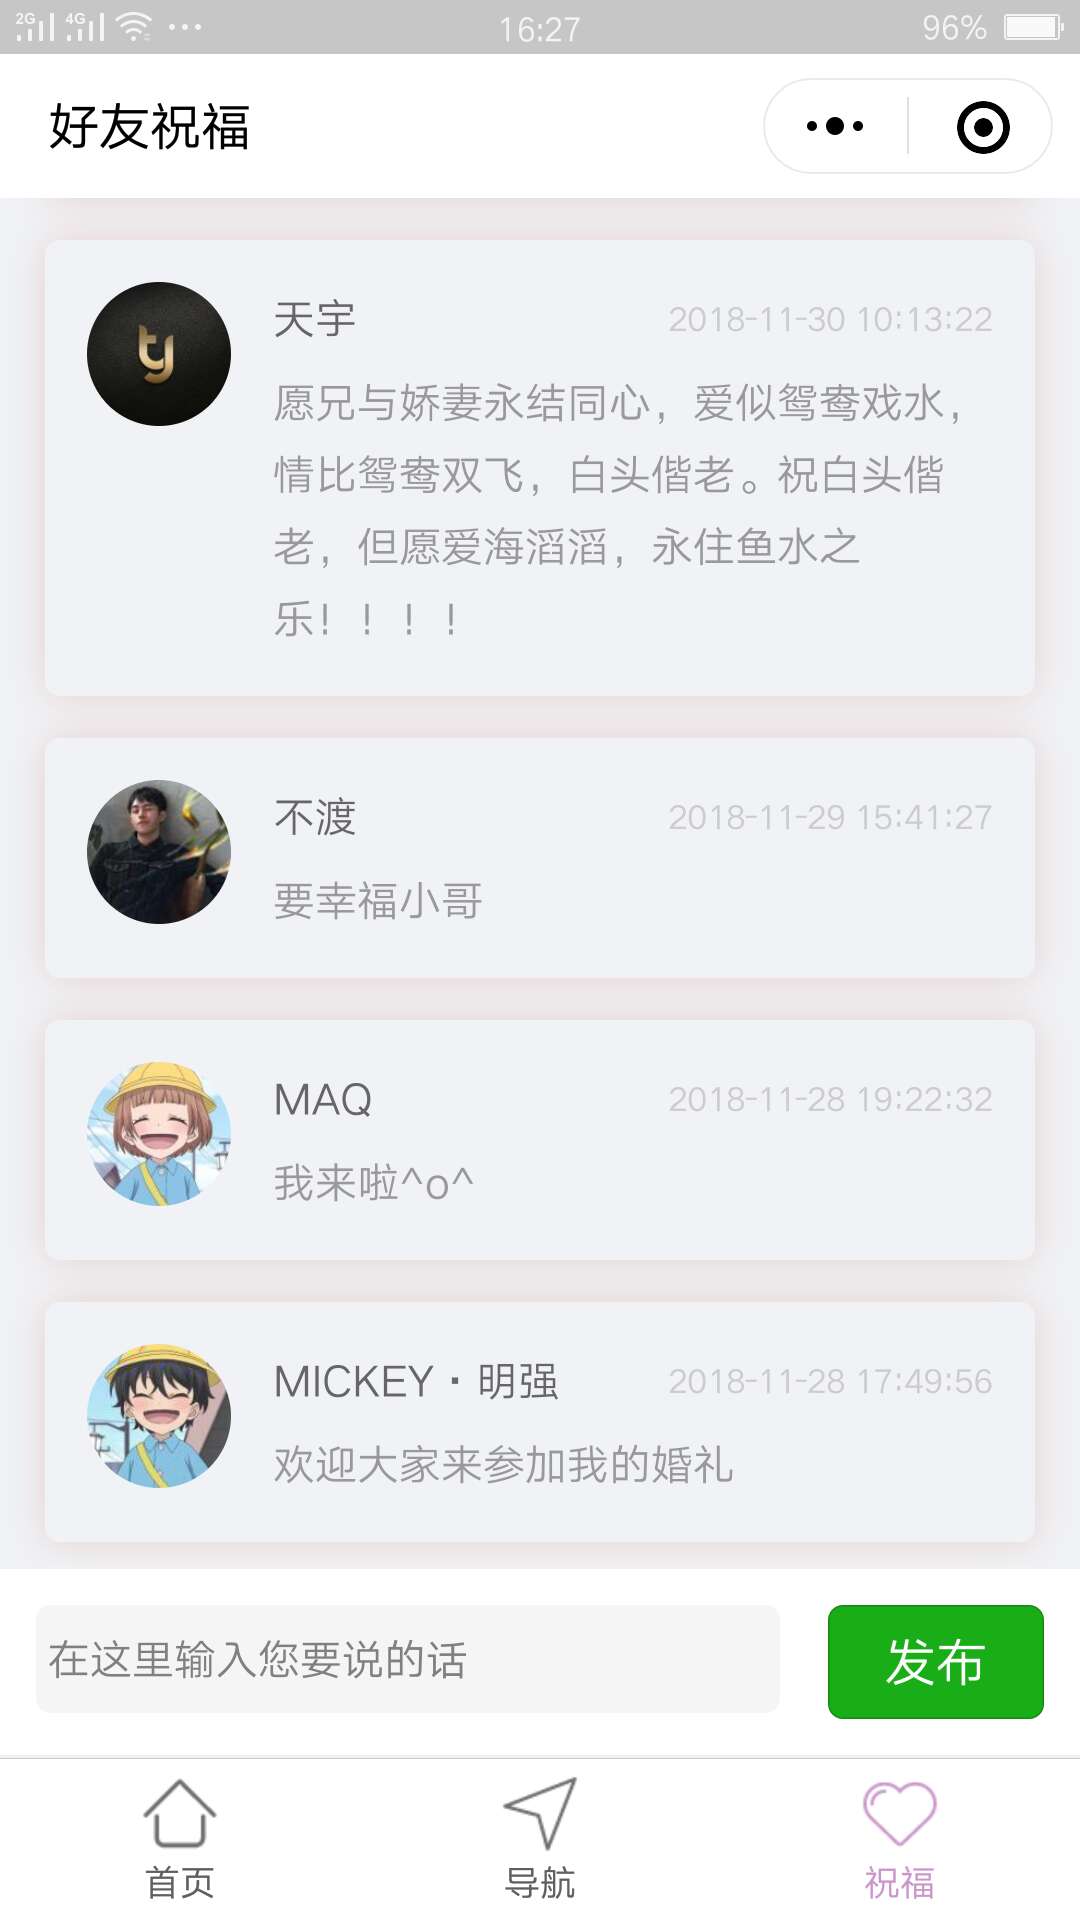 2G 4G 16:27 96%
好友祝福
ty
天宇 2018-11-30 10:13:22
愿兄与娇妻永结同心，爱似鸳鸯戏水，
情比鸳鸯双飞，白头偕老。祝白头偕
老，但愿爱海滔滔，永住鱼水之
乐！！！！
不渡 2018-11-29 15:41:27
要幸福小哥
MAQ 2018-11-28 19:22:32
我来啦^o^
MICKEY·明强 2018-11-28 17:49:56
欢迎大家来参加我的婚礼
在这里输入您要说的话 发布
首页 导航 祝福